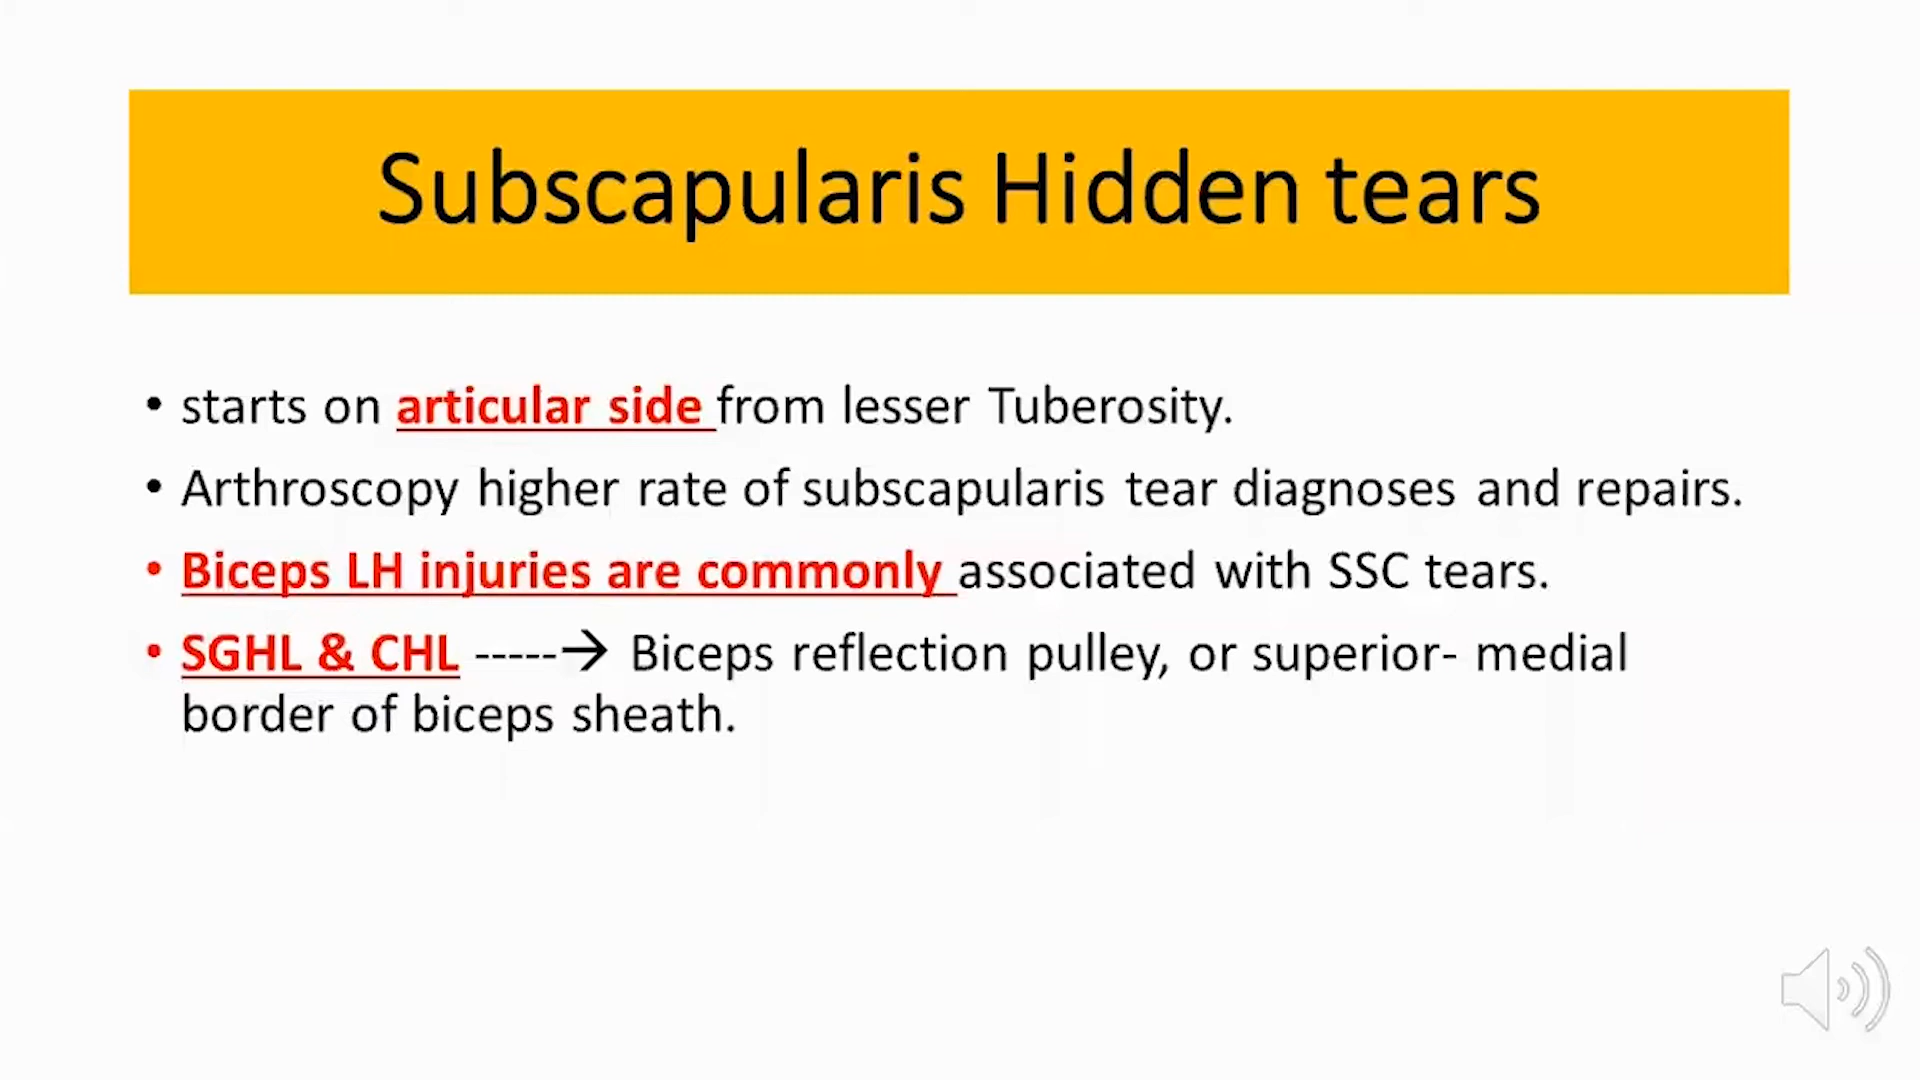 Subscapularis Hidden tears
• starts on articular side from lesser Tuberosity.
• Arthroscopy higher rate of subscapularis tear diagnoses and repairs.
• Biceps LH injuries are commonly associated with SSC tears.
• SGHL & CHL -----→ Biceps reflection pulley, or superior- medial
border of biceps sheath.